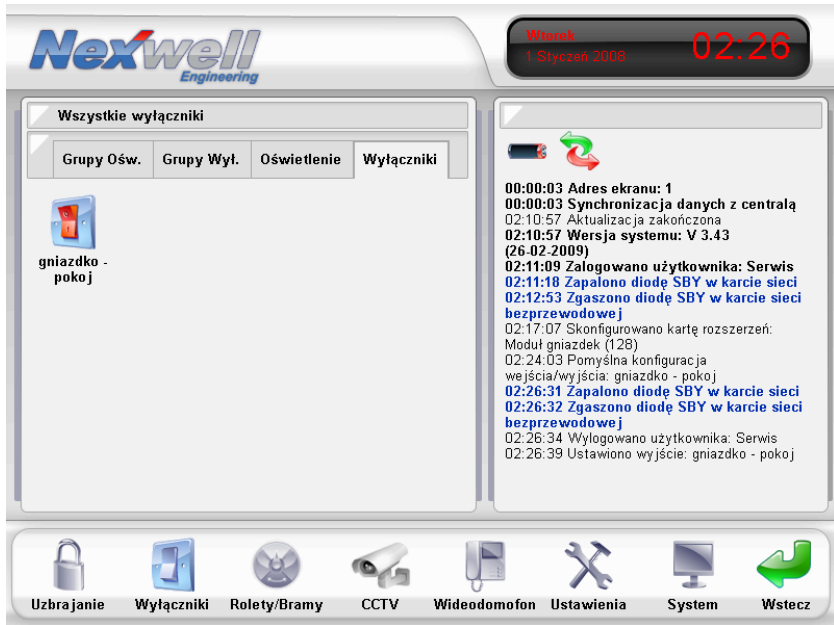 Nexwell
Engineering
Wtorek
1 Styczeń 2008
02:26
Wszystkie wyłączniki
Grupy Ośw.
Grupy Wył.
Oświetlenie
Wyłączniki
gniazdko -
pokoj
00:00:03 Adres ekranu: 1
00:00:03 Synchronizacja danych z centralą
02:10:57 Aktualizacja zakończona
02:10:57 Wersja systemu: V 3.43
(26-02-2009)
02:11:09 Zalogowano użytkownika: Serwis
02:11:18 Zapalono diodę SBY w karcie sieci
02:12:53 Zgaszono diodę SBY w karcie sieci
bezprzewodowej
02:17:07 Skonfigurowano kartę rozszerzeń:
Moduł gniazdek (128)
02:24:03 Pomyślna konfiguracja
wejścia/wyjścia: gniazdko - pokoj
02:26:31 Zapalono diodę SBY w karcie sieci
02:26:32 Zgaszono diodę SBY w karcie sieci
bezprzewodowej
02:26:34 Wylogowano użytkownika: Serwis
02:26:39 Ustawiono wyjście: gniazdko - pokoj
Uzbrajanie
Wyłączniki
Rolety/Bramy
CCTV
Wideodomofon
Ustawienia
System
Wstecz